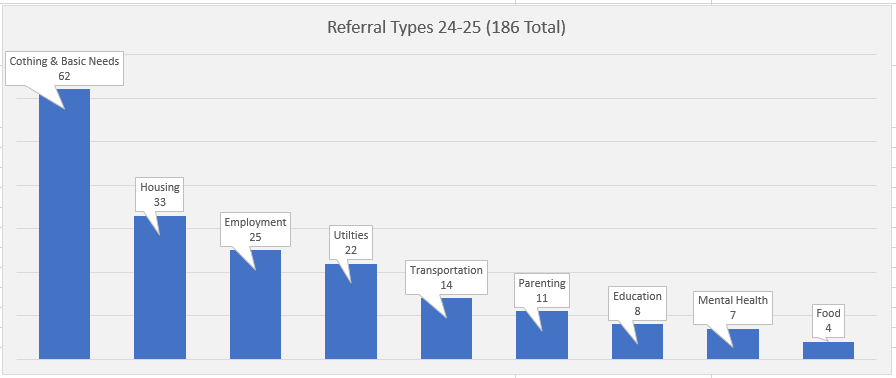 Referral Types 24-25 (186 Total)
Cothing & Basic Needs
62
Housing
33
Employment
25
Utilties
22
Transportation
14
Parenting
11
Education
8
Mental Health
7
Food
4